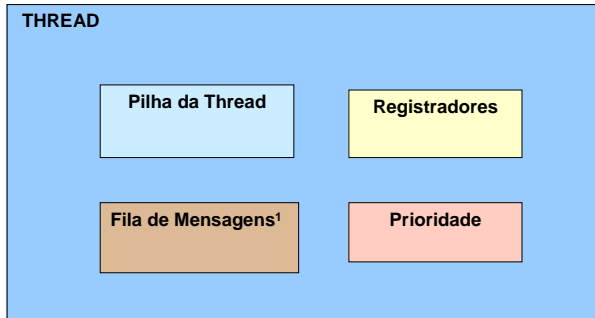 THREAD
Pilha da Thread
Registradores
Fila de Mensagens¹
Prioridade